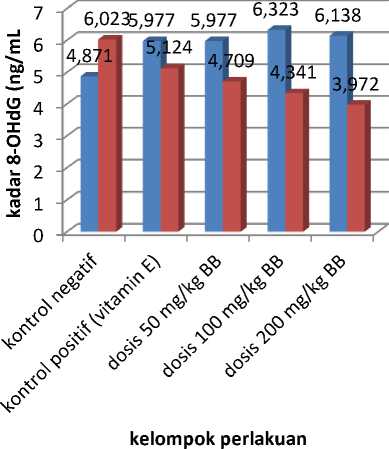 kadar 8-OHdG (ng/mL)
7
6
5
4
3
2
1
0
4,871
6,023
5,977
5,124
5,977
4,709
6,323
4,341
6,138
3,972
kontrol negatif
kontrol positif (vitamin E)
dosis 50 mg/kg BB
dosis 100 mg/kg BB
dosis 200 mg/kg BB
kelompok perlakuan